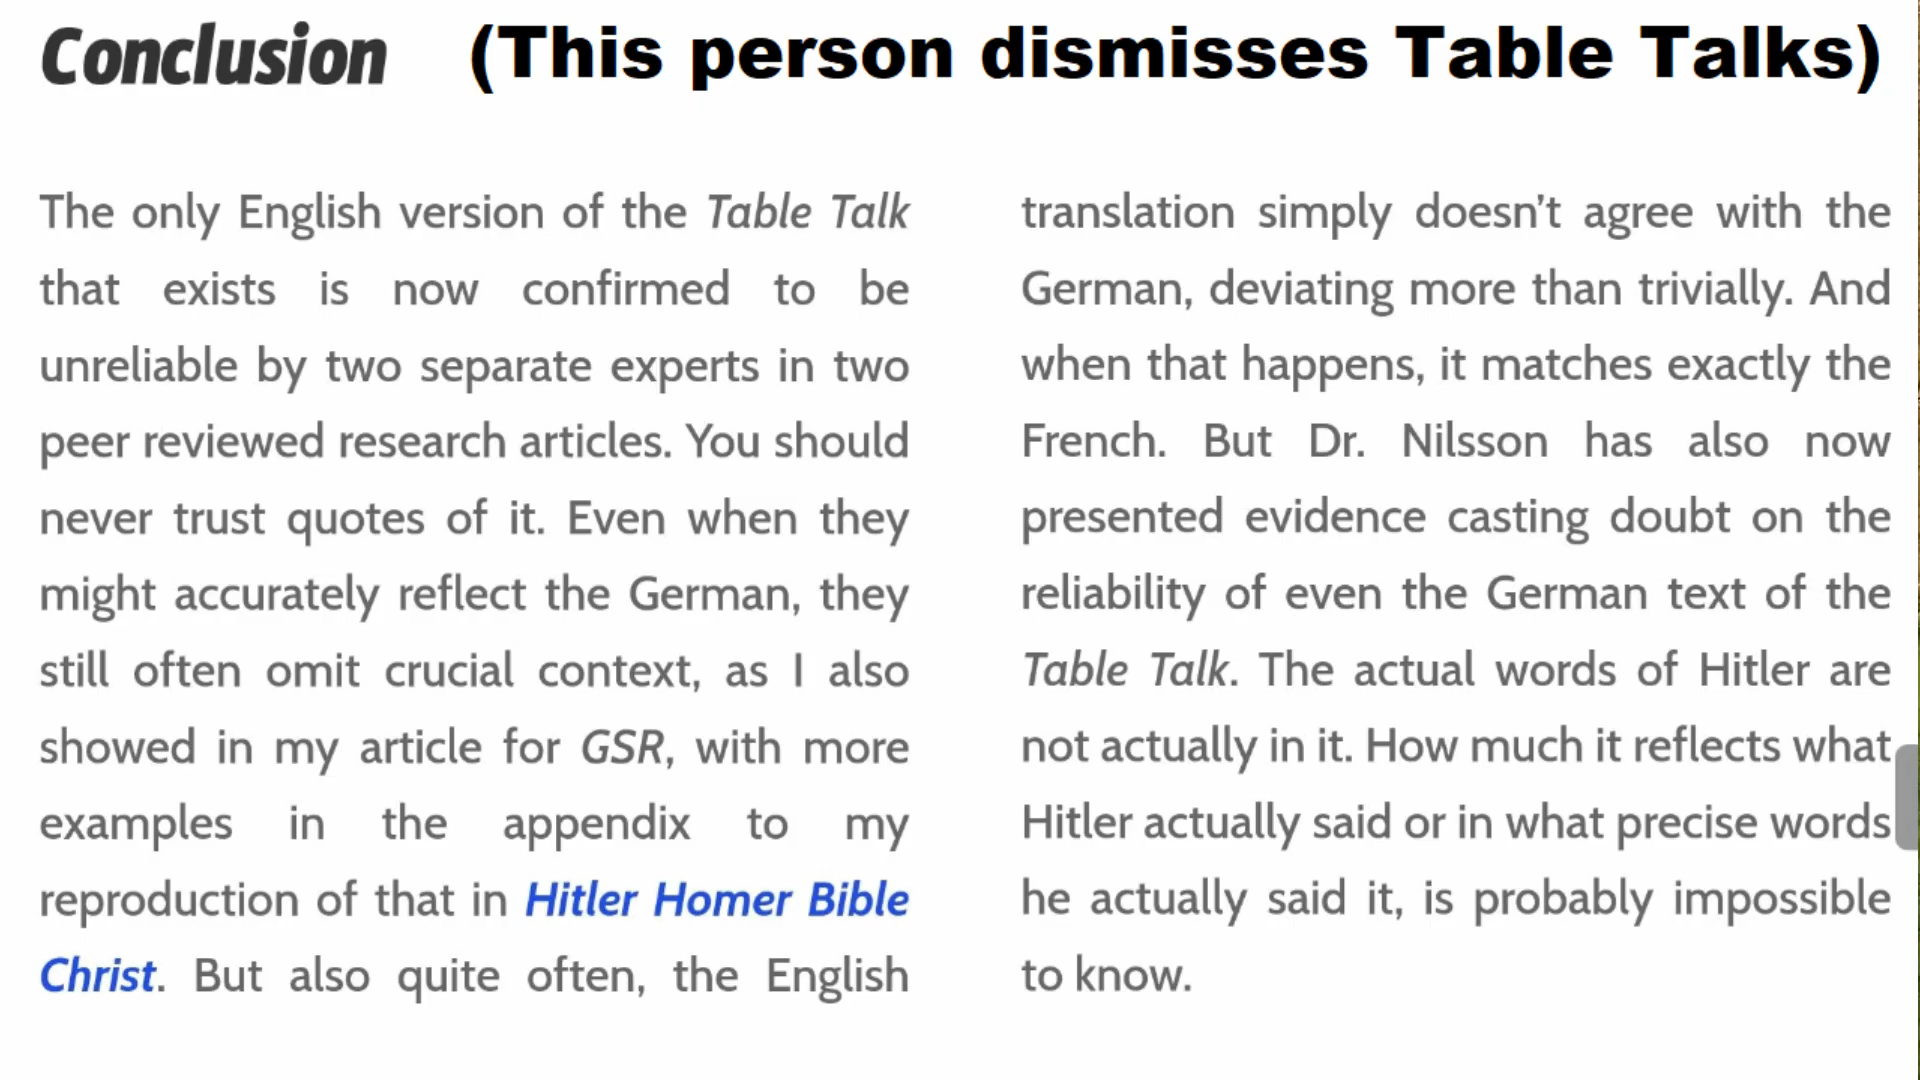 Conclusion (This person dismisses Table Talks)
The only English version of the Table Talk
that exists is now confirmed to be
unreliable by two separate experts in two
peer reviewed research articles. You should
never trust quotes of it. Even when they
might accurately reflect the German, they
still often omit crucial context, as I also
showed in my article for GSR, with more
examples in the appendix to my
reproduction of that in Hitler Homer Bible
Christ. But also quite often, the English
translation simply doesn’t agree with the
German, deviating more than trivially. And
when that happens, it matches exactly the
French. But Dr. Nilsson has also now
presented evidence casting doubt on the
reliability of even the German text of the
Table Talk. The actual words of Hitler are
not actually in it. How much it reflects what
Hitler actually said or in what precise words
he actually said it, is probably impossible
to know.